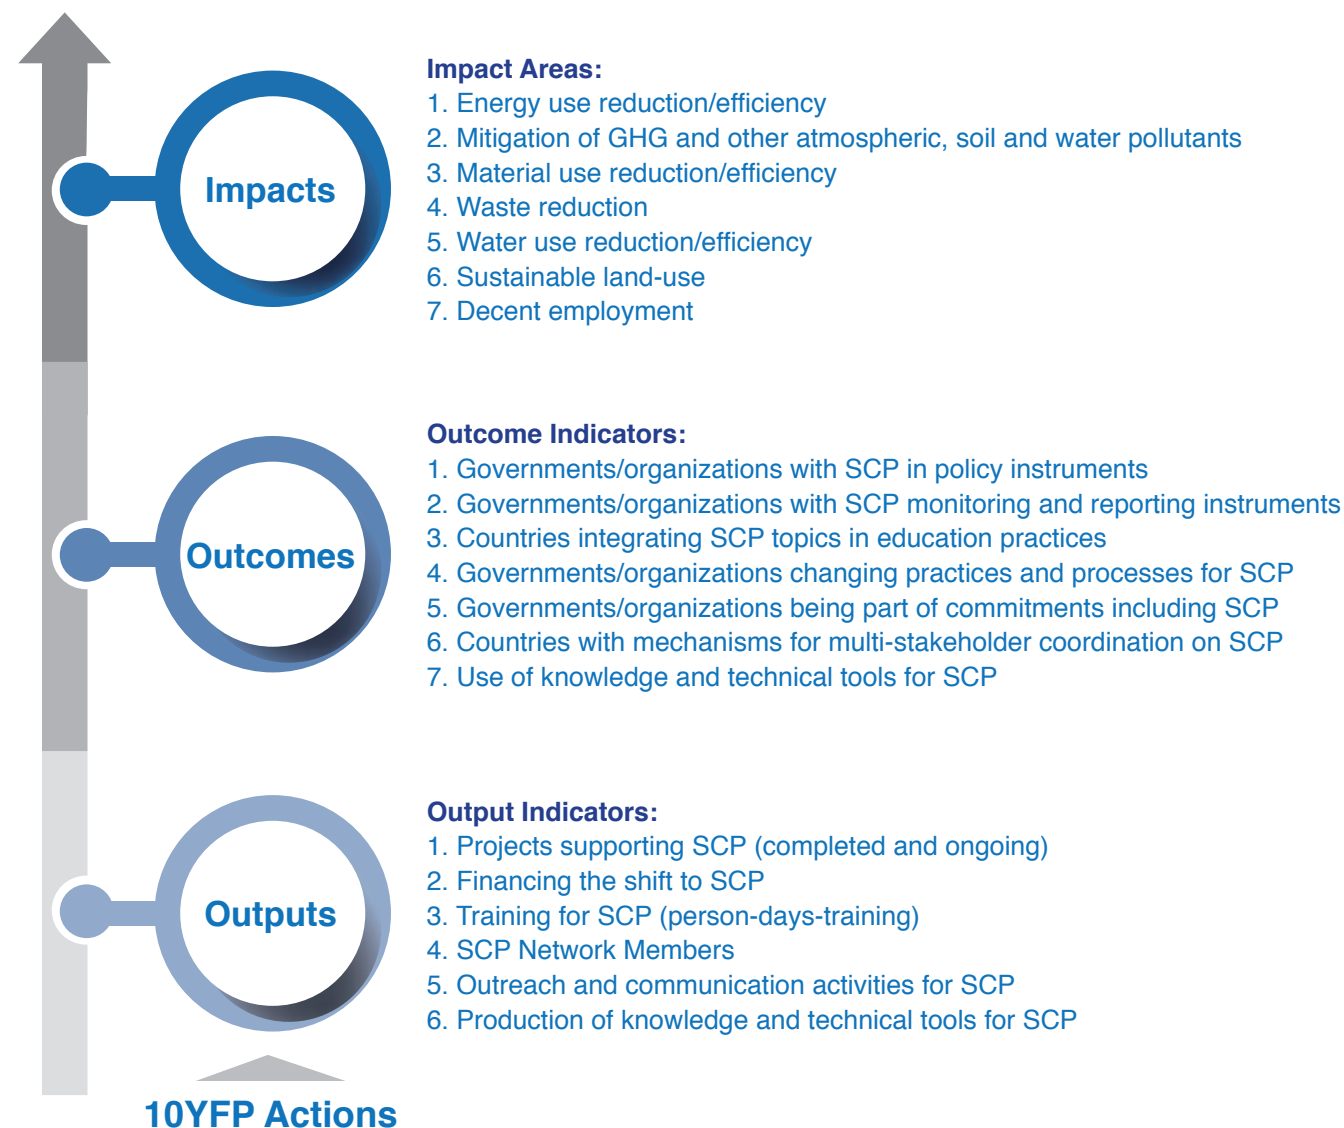 Impacts
Impact Areas:
1. Energy use reduction/efficiency
2. Mitigation of GHG and other atmospheric, soil and water pollutants
3. Material use reduction/efficiency
4. Waste reduction
5. Water use reduction/efficiency
6. Sustainable land-use
7. Decent employment
Outcomes
Outcome Indicators:
1. Governments/organizations with SCP in policy instruments
2. Governments/organizations with SCP monitoring and reporting instruments
3. Countries integrating SCP topics in education practices
4. Governments/organizations changing practices and processes for SCP
5. Governments/organizations being part of commitments including SCP
6. Countries with mechanisms for multi-stakeholder coordination on SCP
7. Use of knowledge and technical tools for SCP
Outputs
Output Indicators:
1. Projects supporting SCP (completed and ongoing)
2. Financing the shift to SCP
3. Training for SCP (person-days-training)
4. SCP Network Members
5. Outreach and communication activities for SCP
6. Production of knowledge and technical tools for SCP
10YFP Actions